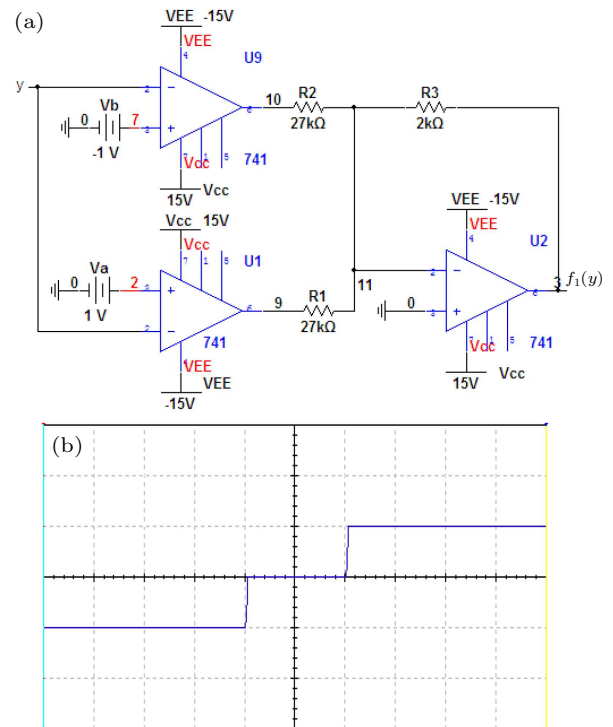 (a)
VEE -15V
VEE
4
U9
y
2
Vb
0
7
3
-1 V
6
10
R2
27kΩ
R3
2kΩ
7
1
5
Vcc
741
15V
Vcc
Vcc 15V
Vcc
7
1
5
U1
Va
0
2
3
1 V
2
6
9
R1
27kΩ
11
741
4
VEE
VEE
-15V
VEE -15V
VEE
4
U2
2
0
3
6
3
f₁(y)
7
1
5
Vcc
741
15V
Vcc
(b)